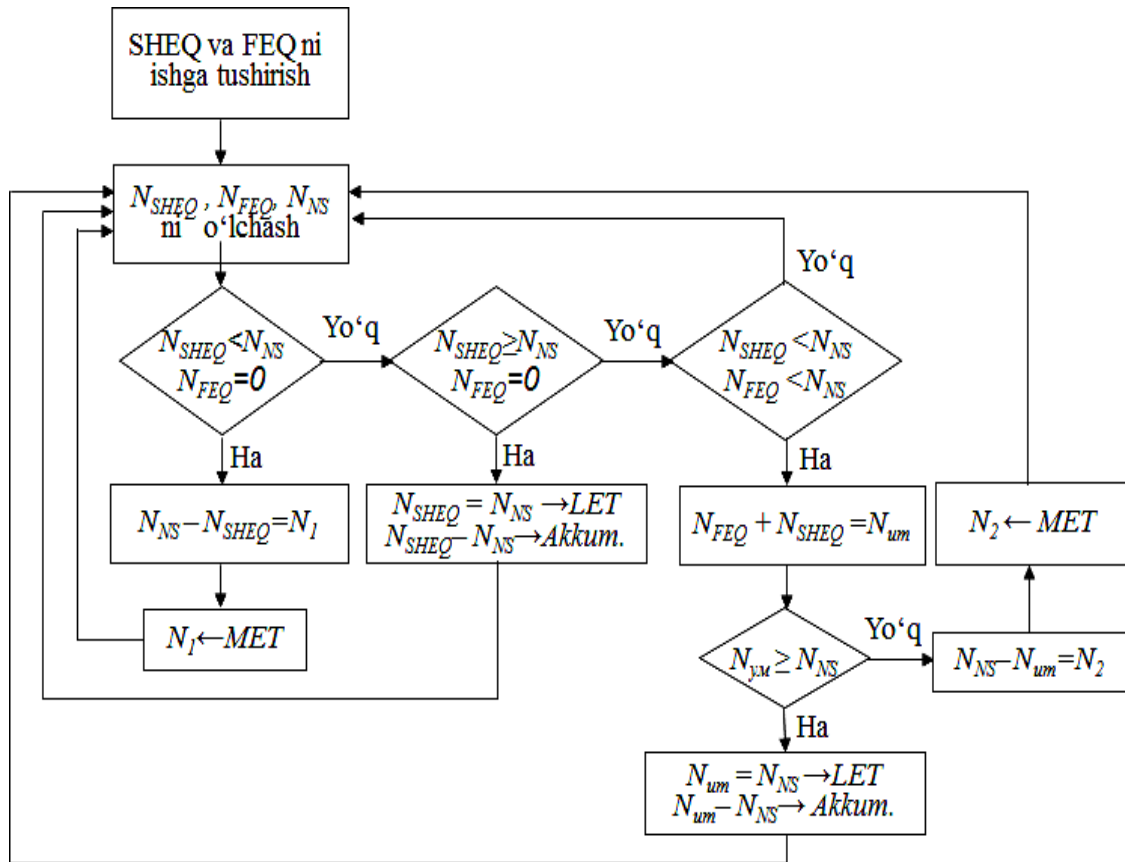 SHEQ va FEQ ni
ishga tushirish
N_SHEQ , N_FEQ, N_NS
ni o‘lchash
N_SHEQ<N_NS
N_FEQ=0
Yo‘q
N_SHEQ≥N_NS
N_FEQ=0
Yo‘q
N_SHEQ <N_NS
N_FEQ <N_NS
Yo‘q
Ha
Ha
Ha
N_NS–N_SHEQ=N_1
N_SHEQ = N_NS →LET
N_SHEQ–N_NS→Akkum.
N_FEQ + N_SHEQ =N_um
N_2 ← MET
N_1←MET
N_ум ≥ N_NS
Yo‘q
N_NS–N_um=N_2
Ha
N_um = N_NS →LET
N_um–N_NS→ Akkum.